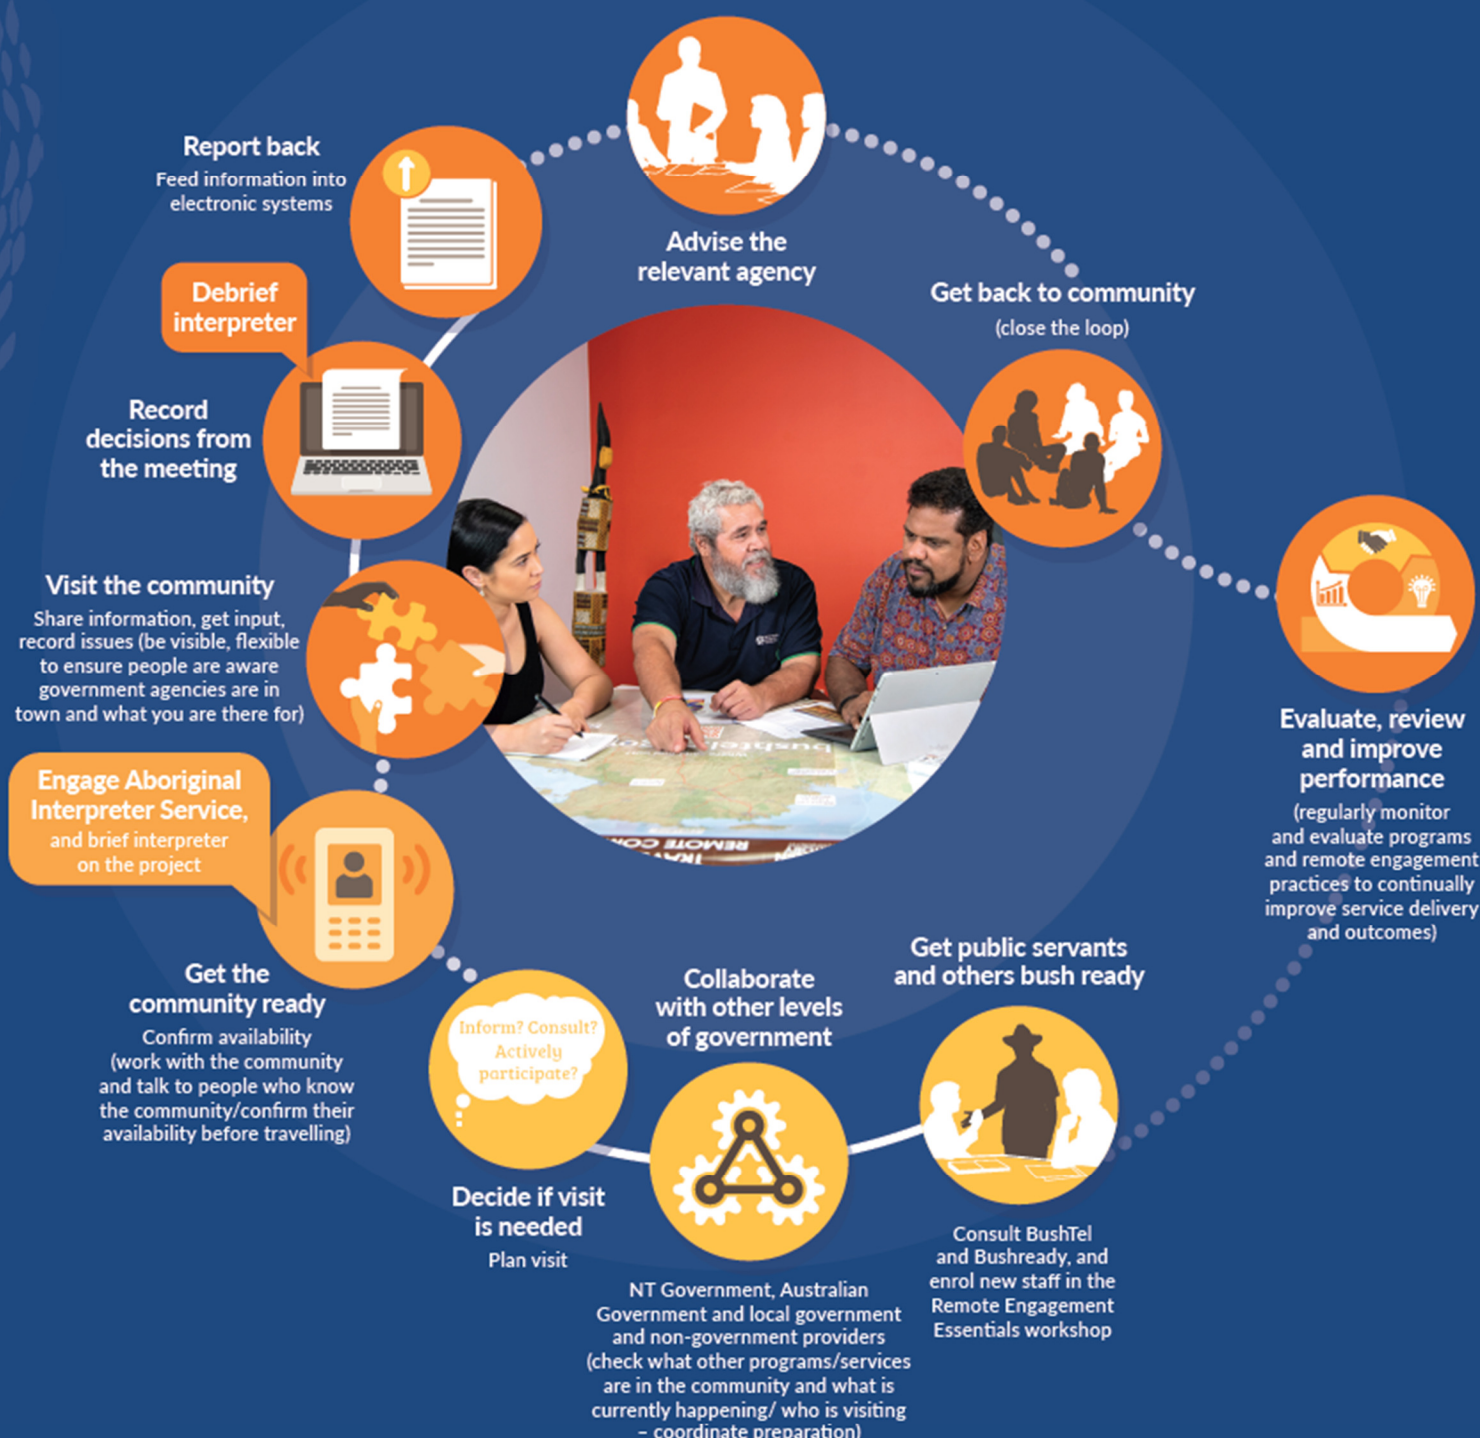 Advise the
relevant agency
Report back
Feed information into
electronic systems
Debrief
interpreter
Record
decisions from
the meeting
Visit the community
Share information, get input,
record issues (be visible, flexible
to ensure people are aware
government agencies are in
town and what you are there for)
Engage Aboriginal
Interpreter Service,
and brief interpreter
on the project
Get the
community ready
Confirm availability
(work with the community
and talk to people who know
the community/confirm their
availability before travelling)
Inform? Consult?
Actively
participate?
Decide if visit
is needed
Plan visit
Collaborate
with other levels
of government
NT Government, Australian
Government and local government
and non-government providers
(check what other programs/services
are in the community and what is
currently happening/ who is visiting
– coordinate preparation)
Get public servants
and others bush ready
Consult BushTel
and Bushready, and
enrol new staff in the
Remote Engagement
Essentials workshop
Get back to community
(close the loop)
Evaluate, review
and improve
performance
(regularly monitor
and evaluate programs
and remote engagement
practices to continually
improve service delivery
and outcomes)
bushtel
REMOTE